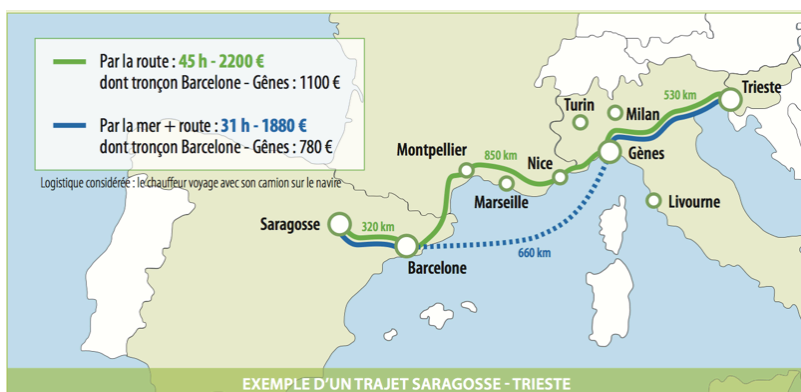 Par la route : 45 h - 2200 €
dont tronçon Barcelone - Gênes : 1100 €
Par la mer + route : 31 h - 1880 €
dont tronçon Barcelone - Gênes : 780 €
Logistique considérée : le chauffeur voyage avec son camion sur le navire
530 km
Trieste
Turin
Milan
Montpellier
850 km
Nice
Gènes
Marseille
Livourne
Saragosse
320 km
660 km
Barcelone
EXEMPLE D'UN TRAJET SARAGOSSE - TRIESTE